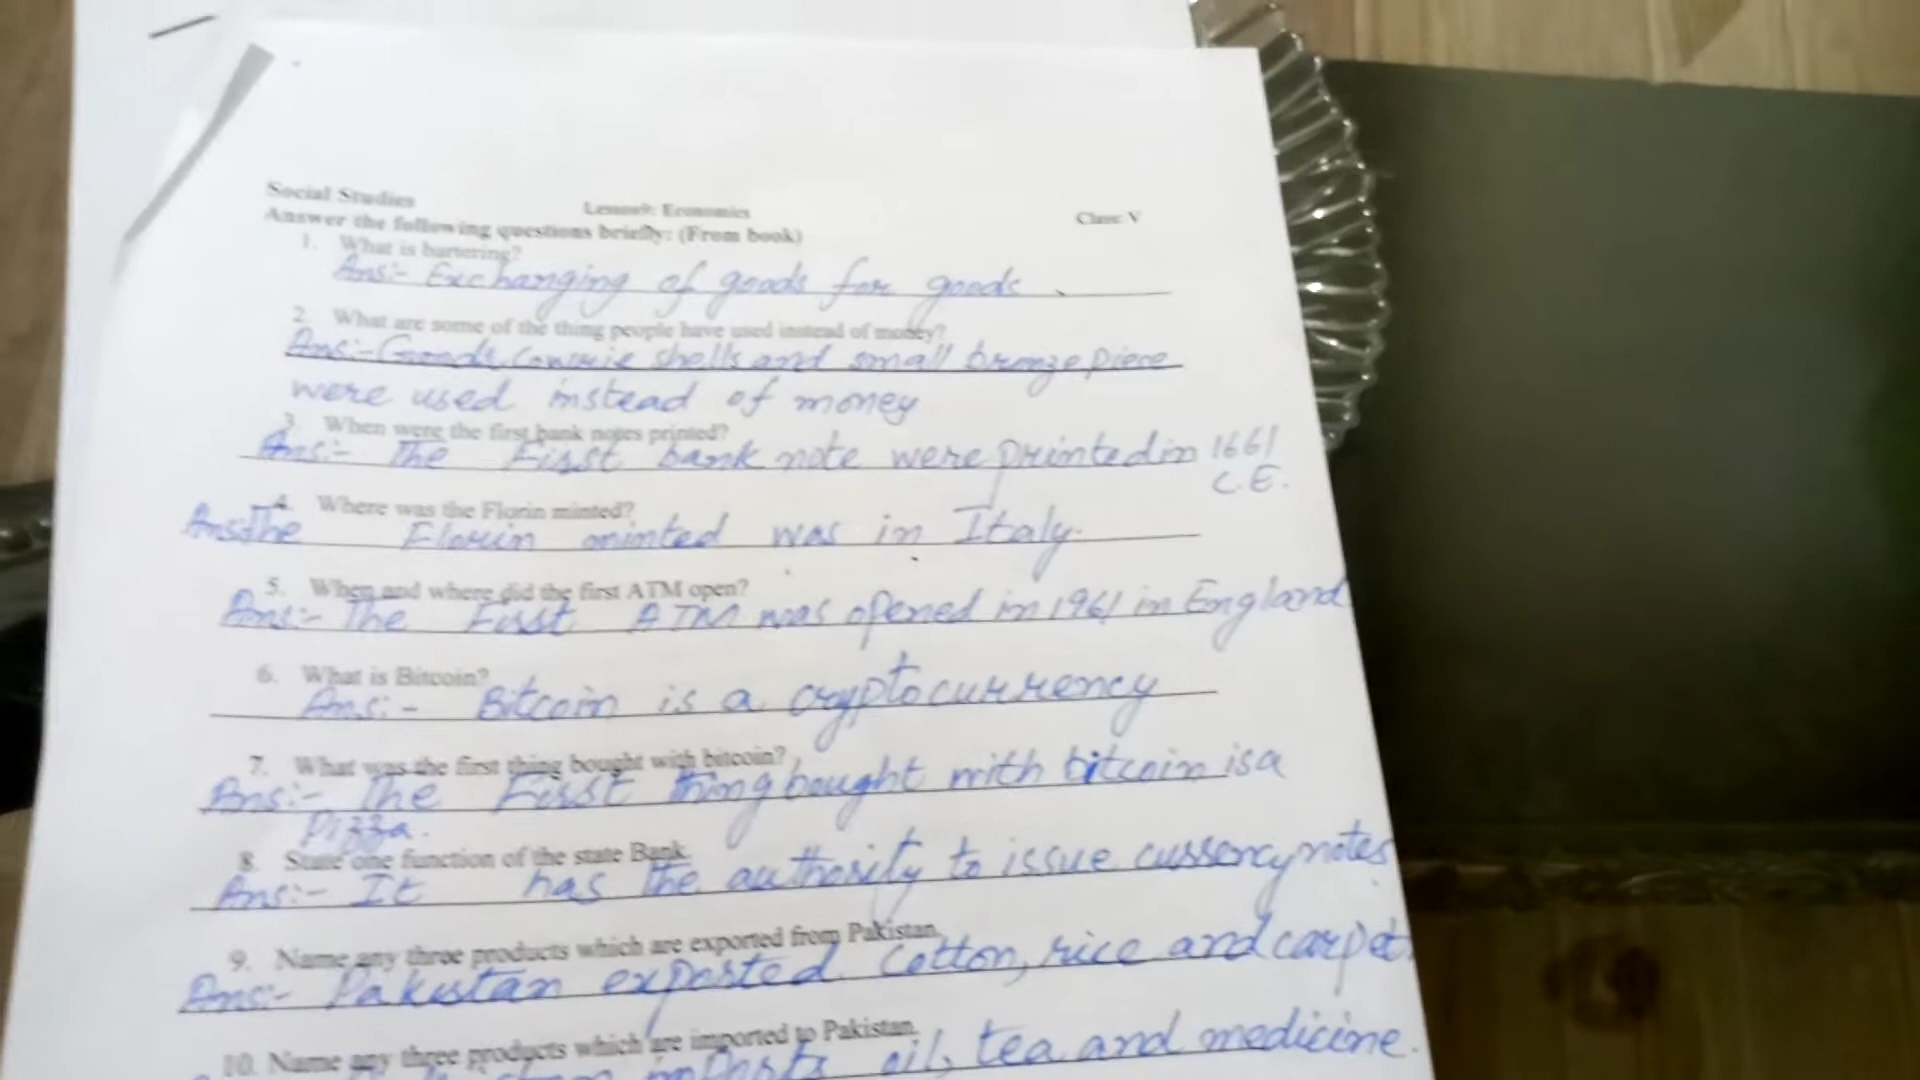 Social Studies Lesson9: Economics Class: V
Answer the following questions briefly: (From book)
1. What is bartering?
Ans:- Exchanging of goods for goods.
2. What are some of the thing people have used instead of money?
Ans:- Goods, Cowrie shells and small bronze piece
were used instead of money
3. When were the first bank notes printed?
Ans:- The First bank note were printed in 1661
C.E.
4. Where was the Florin minted?
Ans:The Florin minted was in Italy.
5. When and where did the first ATM open?
Ans:- The First ATM was opened in 1961 in England
6. What is Bitcoin?
Ans:- Bitcoin is a cryptocurrency
7. What was the first thing bought with bitcoin?
Ans:- The First thing bought with bitcoin is a
Pizza.
8. State one function of the state Bank.
Ans:- It has the authority to issue currency notes
9. Name any three products which are exported from Pakistan.
Ans:- Pakistan exported Cotton, rice and carpet.
10. Name any three products which are imported to Pakistan.
imports oil, tea and medicine.